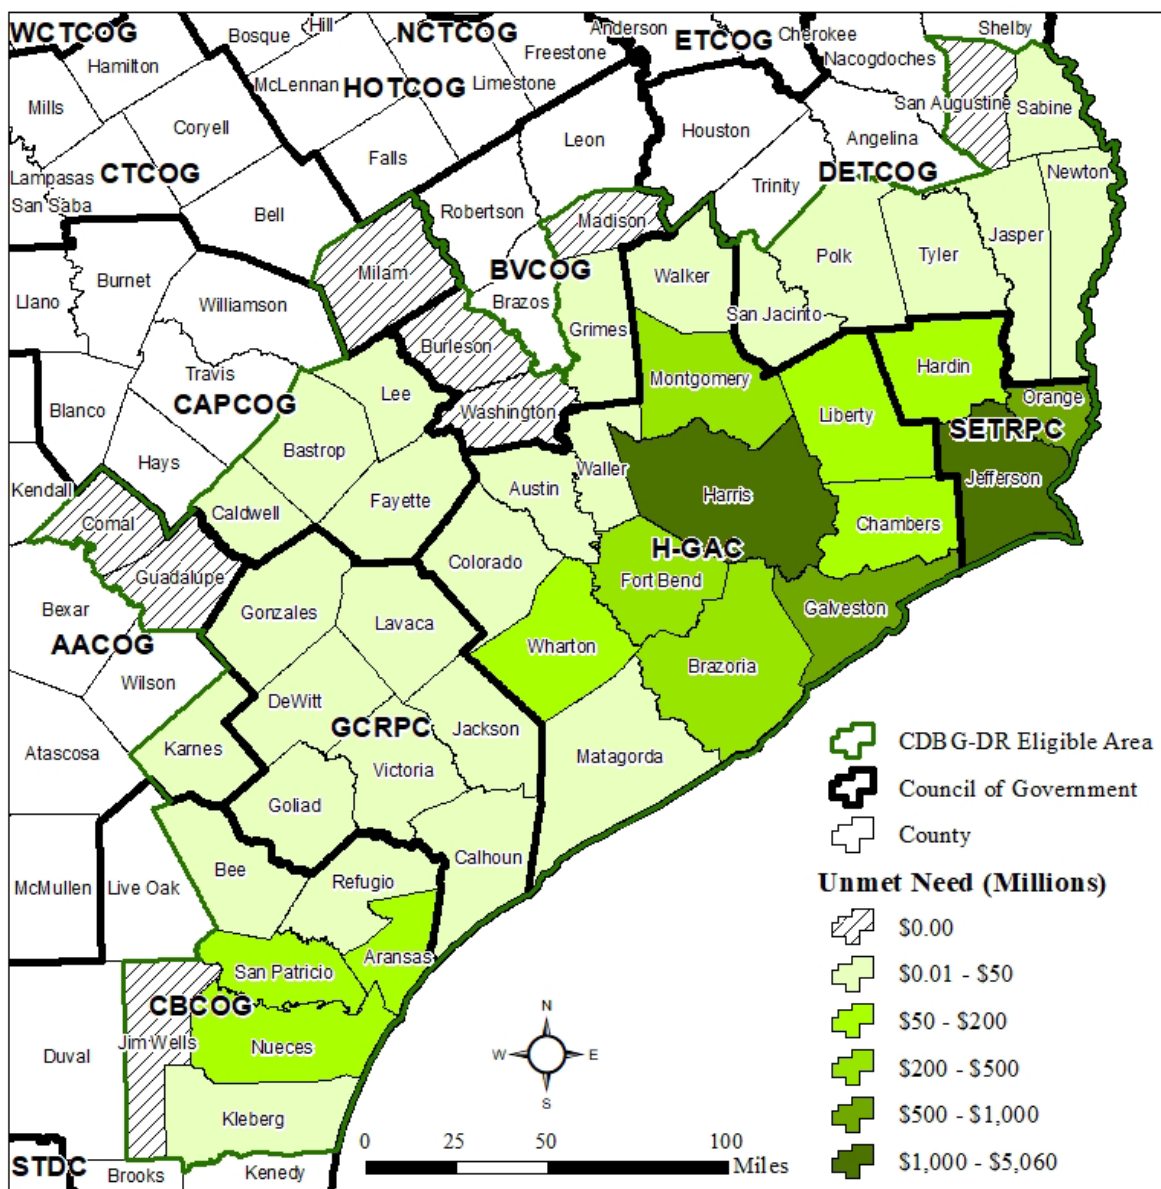 WCTCOG
Bosque
Hill
NCTCOG
Anderson
ETCOG
Cherokee
Shelby
Hamilton
McLennan
HOTCOG
Limestone
Freestone
Nacogdoches
Mills
Coryell
Leon
Houston
San Augustine
Sabine
Angelina
Falls
Lampasas
CTCOG
DETCOG
Newton
San Saba
Bell
Robertson
Madison
Trinity
Jasper
Burnet
Milam
BVCOG
Walker
Polk
Tyler
Llano
Williamson
Brazos
Grimes
San Jacinto
Burleson
Travis
Montgomery
Hardin
Blanco
CAPCOG
Lee
Washington
Liberty
Orange
SETRPC
Bastrop
Hays
Waller
Jefferson
Kendall
Fayette
Austin
Harris
Caldwell
Comal
Chambers
H-GAC
Colorado
Guadalupe
Fort Bend
Bexar
Gonzales
Lavaca
Galveston
AACOG
Wharton
Brazoria
Wilson
DeWitt
GCRPC
Jackson
Atascosa
Karnes
Victoria
Matagorda
Goliad
Calhoun
Bee
Refugio
McMullen
Live Oak
Aransas
San Patricio
CBCOG
Jim Wells
Nueces
Duval
Kleberg
STDC
Brooks
Kenedy
CDBG-DR Eligible Area
Council of Government
County
Unmet Need (Millions)
$0.00
$0.01 - $50
$50 - $200
$200 - $500
$500 - $1,000
$1,000 - $5,060
N
W E
S
0 25 50 100
Miles